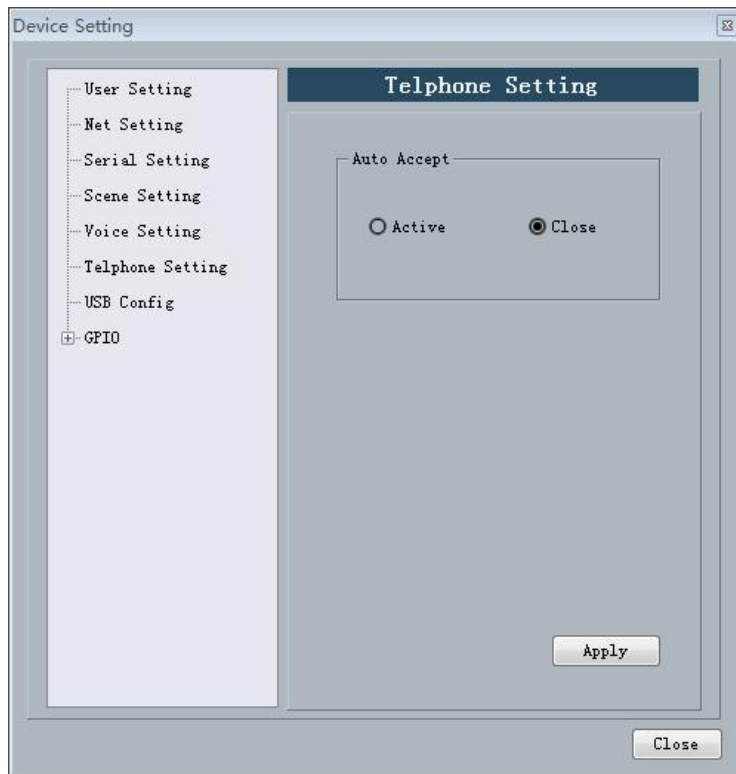 Device Setting
User Setting
Net Setting
Serial Setting
Scene Setting
Voice Setting
Telphone Setting
USB Config
GPIO
Telphone Setting
Auto Accept
Active
Close
Apply
Close